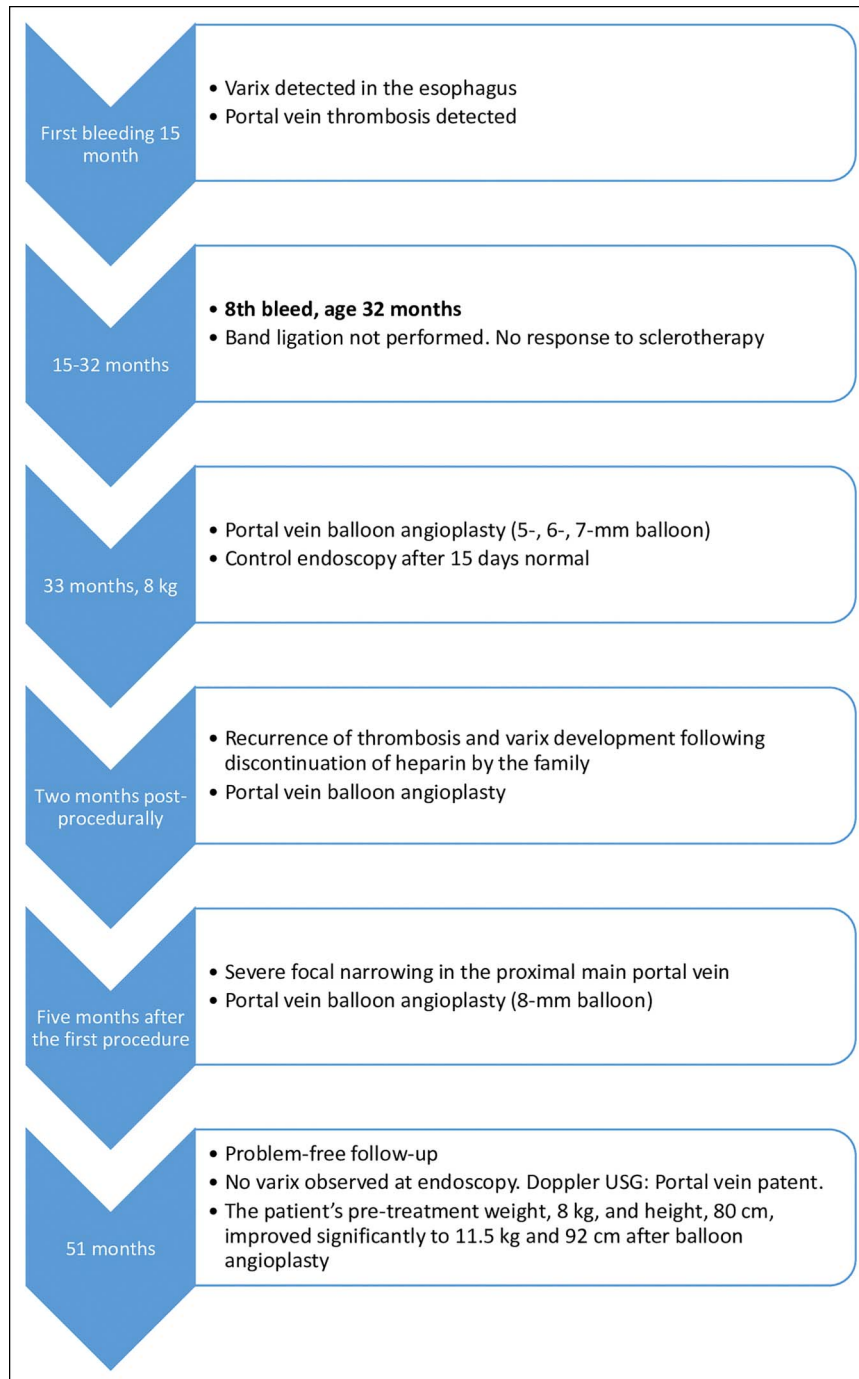 First bleeding 15
month
• Varix detected in the esophagus
• Portal vein thrombosis detected
15-32 months
• 8th bleed, age 32 months
• Band ligation not performed. No response to sclerotherapy
33 months, 8 kg
• Portal vein balloon angioplasty (5-, 6-, 7-mm balloon)
• Control endoscopy after 15 days normal
Two months post-
procedurally
• Recurrence of thrombosis and varix development following
discontinuation of heparin by the family
• Portal vein balloon angioplasty
Five months after
the first procedure
• Severe focal narrowing in the proximal main portal vein
• Portal vein balloon angioplasty (8-mm balloon)
51 months
• Problem-free follow-up
• No varix observed at endoscopy. Doppler USG: Portal vein patent.
• The patient’s pre-treatment weight, 8 kg, and height, 80 cm,
improved significantly to 11.5 kg and 92 cm after balloon
angioplasty